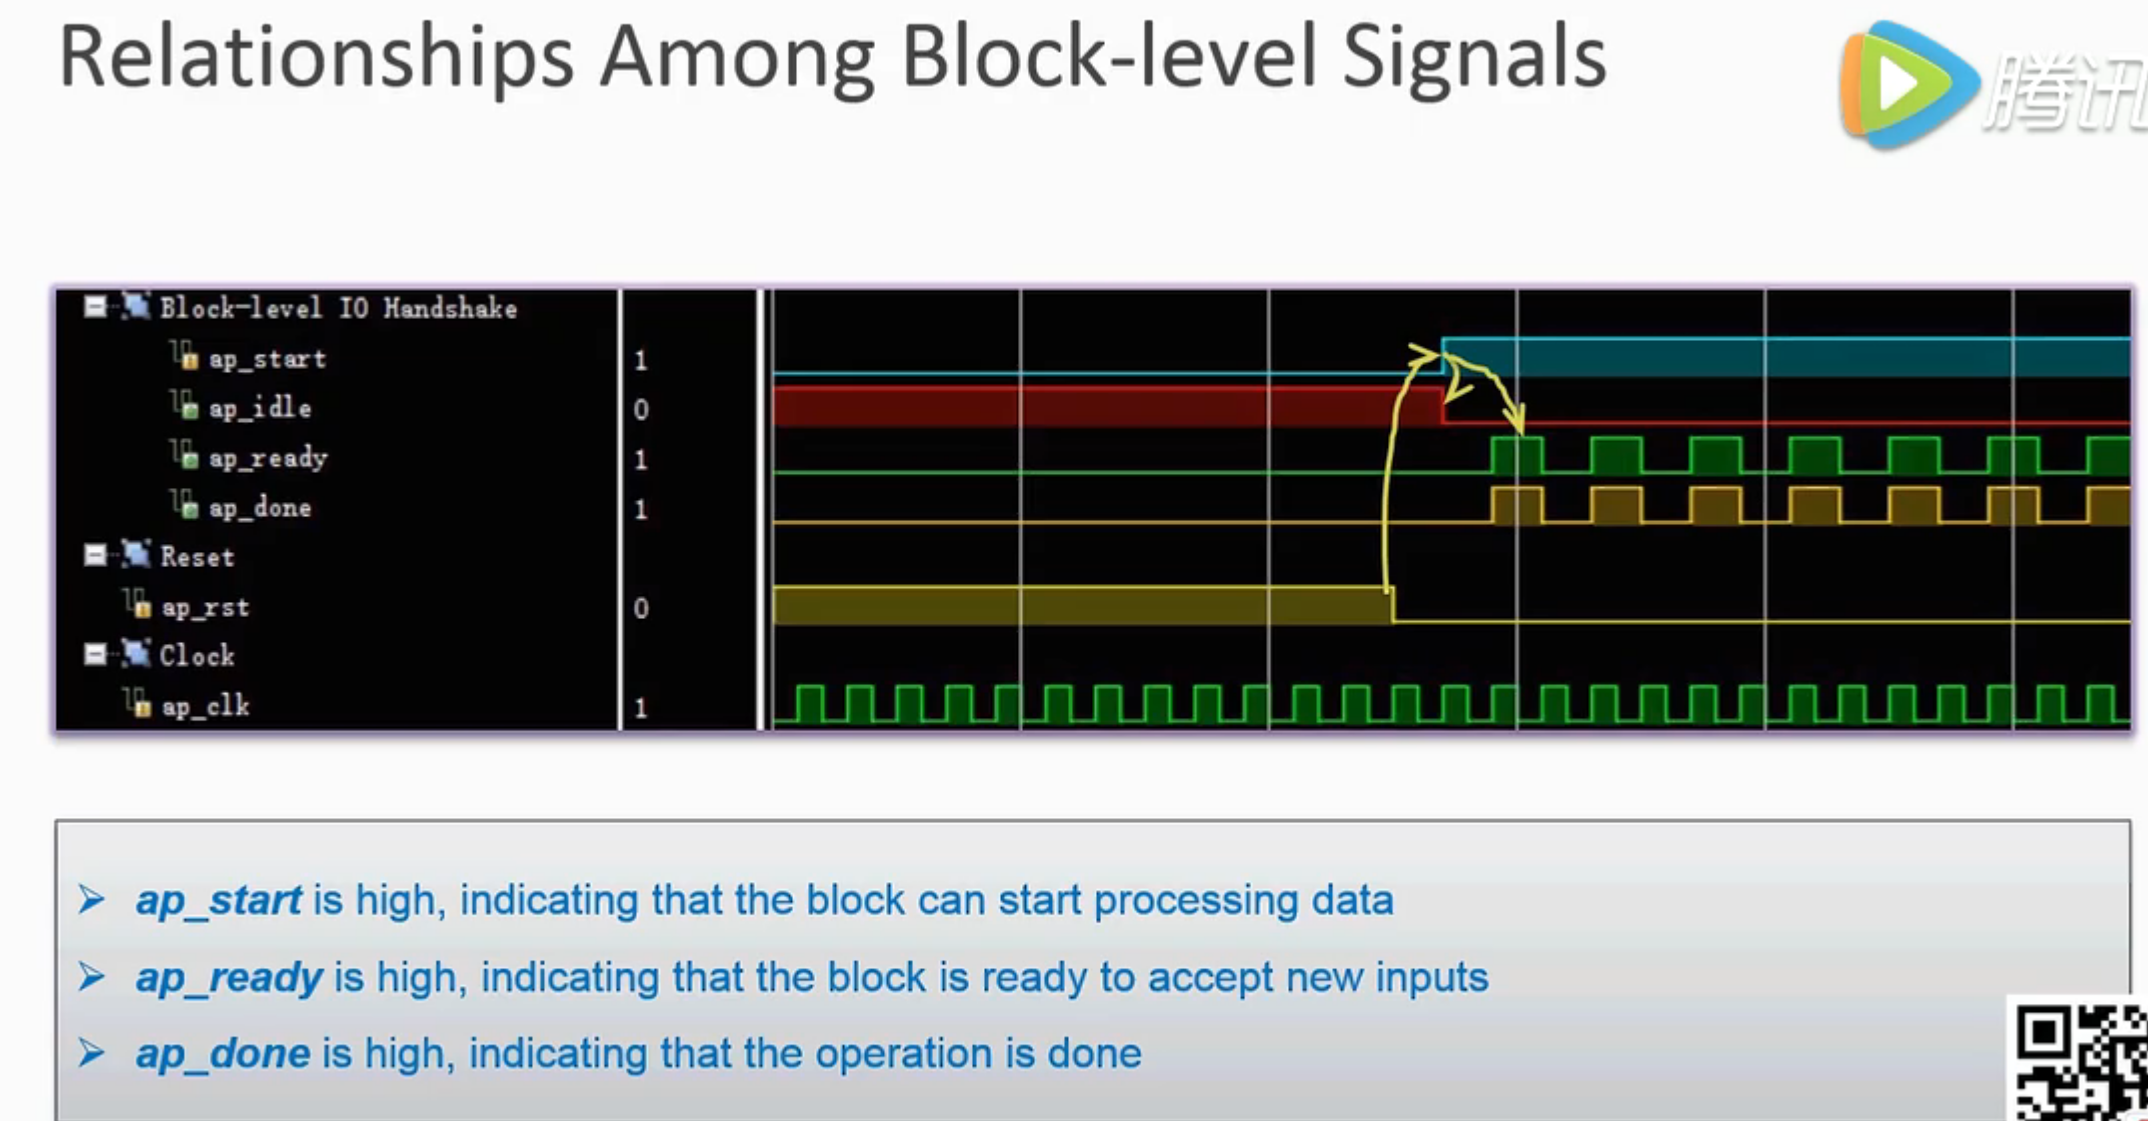 Relationships Among Block-level Signals
腾讯
Block-level IO Handshake
ap_start 1
ap_idle 0
ap_ready 1
ap_done 1
Reset
ap_rst 0
Clock
ap_clk 1
➢ ap_start is high, indicating that the block can start processing data
➢ ap_ready is high, indicating that the block is ready to accept new inputs
➢ ap_done is high, indicating that the operation is done